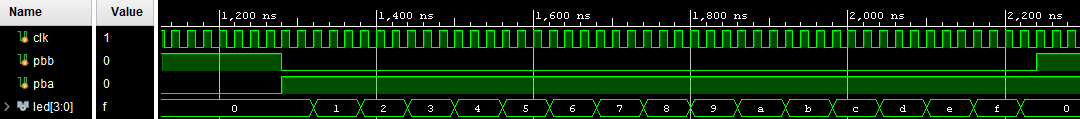 Name Value 1,200 ns 1,400 ns 1,600 ns 1,800 ns 2,000 ns 2,200 ns
clk 1
pbb 0
pba 0
led[3:0] f 0 1 2 3 4 5 6 7 8 9 a b c d e f 0